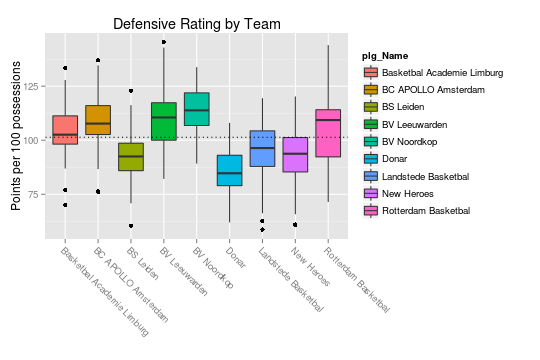 Defensive Rating by Team
Points per 100 possessions
125
100
75
Basketbal Academie Limburg
BC APOLLO Amsterdam
BS Leiden
BV Leeuwarden
BV Noordkop
Donar
Landstede Basketbal
New Heroes
Rotterdam Basketbal
plg_Name
Basketbal Academie Limburg
BC APOLLO Amsterdam
BS Leiden
BV Leeuwarden
BV Noordkop
Donar
Landstede Basketbal
New Heroes
Rotterdam Basketbal